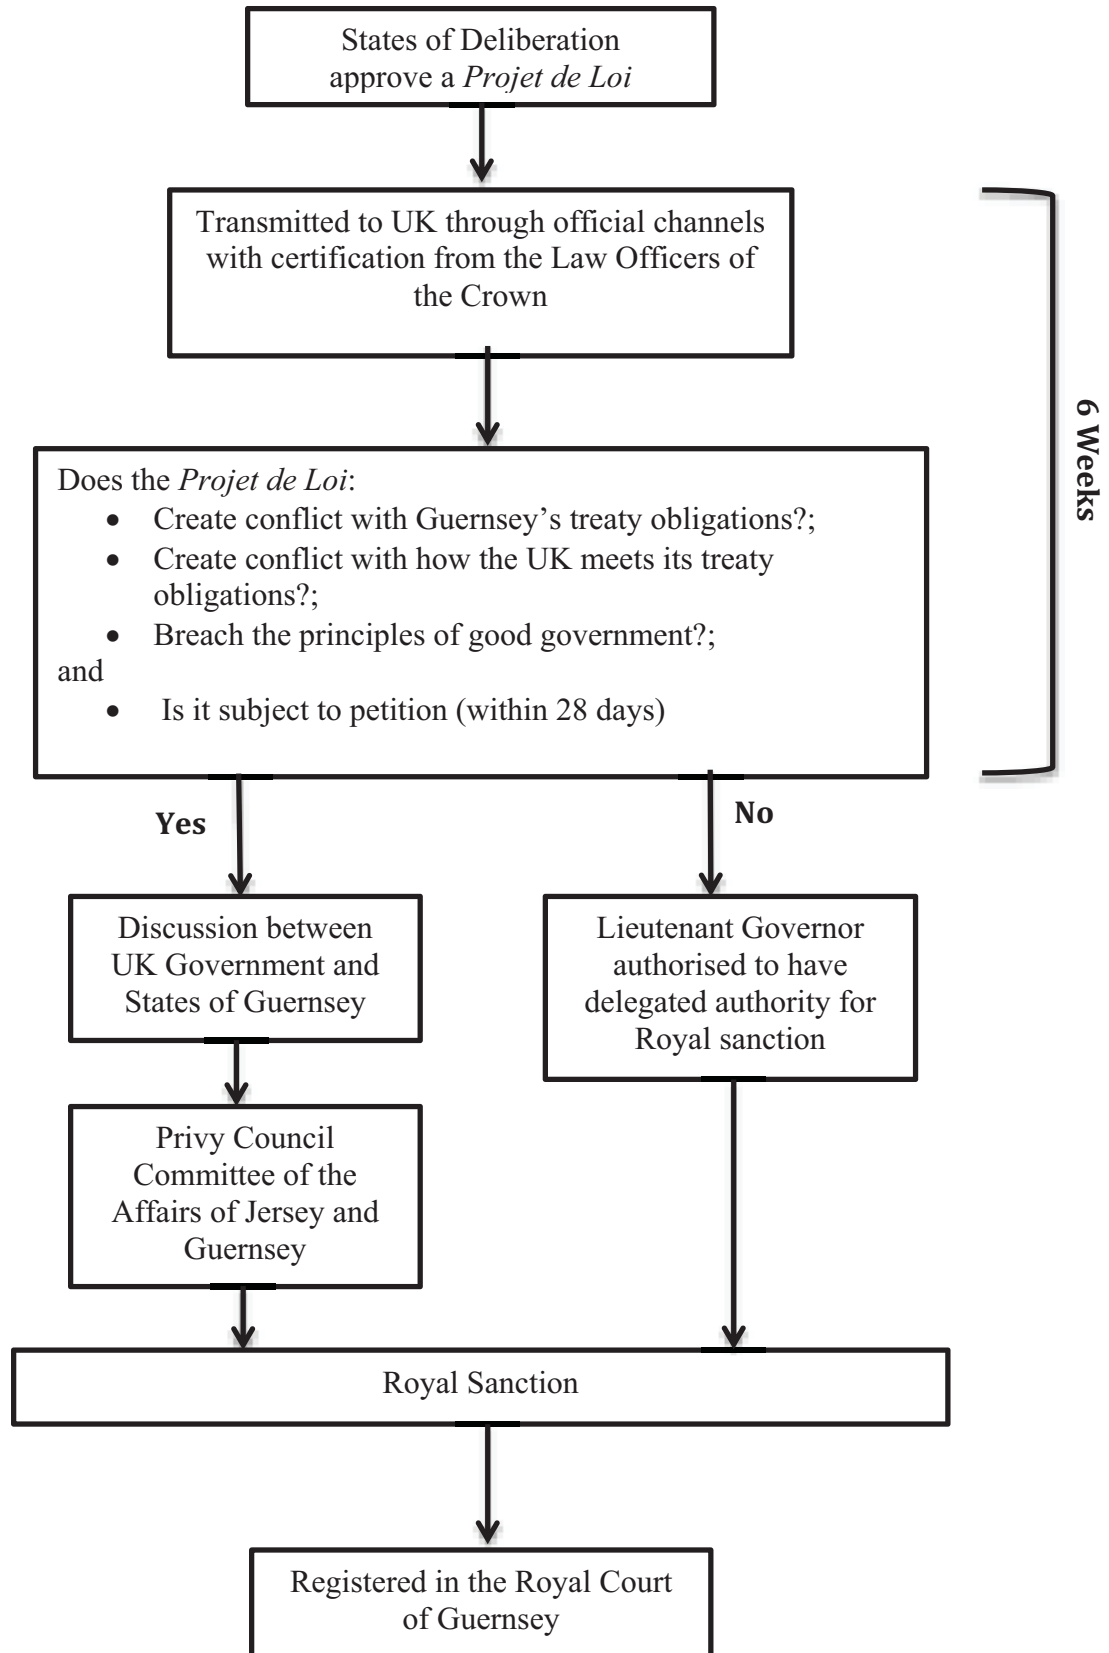 States of Deliberation
approve a Projet de Loi
Transmitted to UK through official channels
with certification from the Law Officers of
the Crown
6 Weeks
Does the Projet de Loi:
• Create conflict with Guernsey’s treaty obligations?;
• Create conflict with how the UK meets its treaty
obligations?;
• Breach the principles of good government?;
and
• Is it subject to petition (within 28 days)
Yes
No
Discussion between
UK Government and
States of Guernsey
Lieutenant Governor
authorised to have
delegated authority for
Royal sanction
Privy Council
Committee of the
Affairs of Jersey and
Guernsey
Royal Sanction
Registered in the Royal Court
of Guernsey